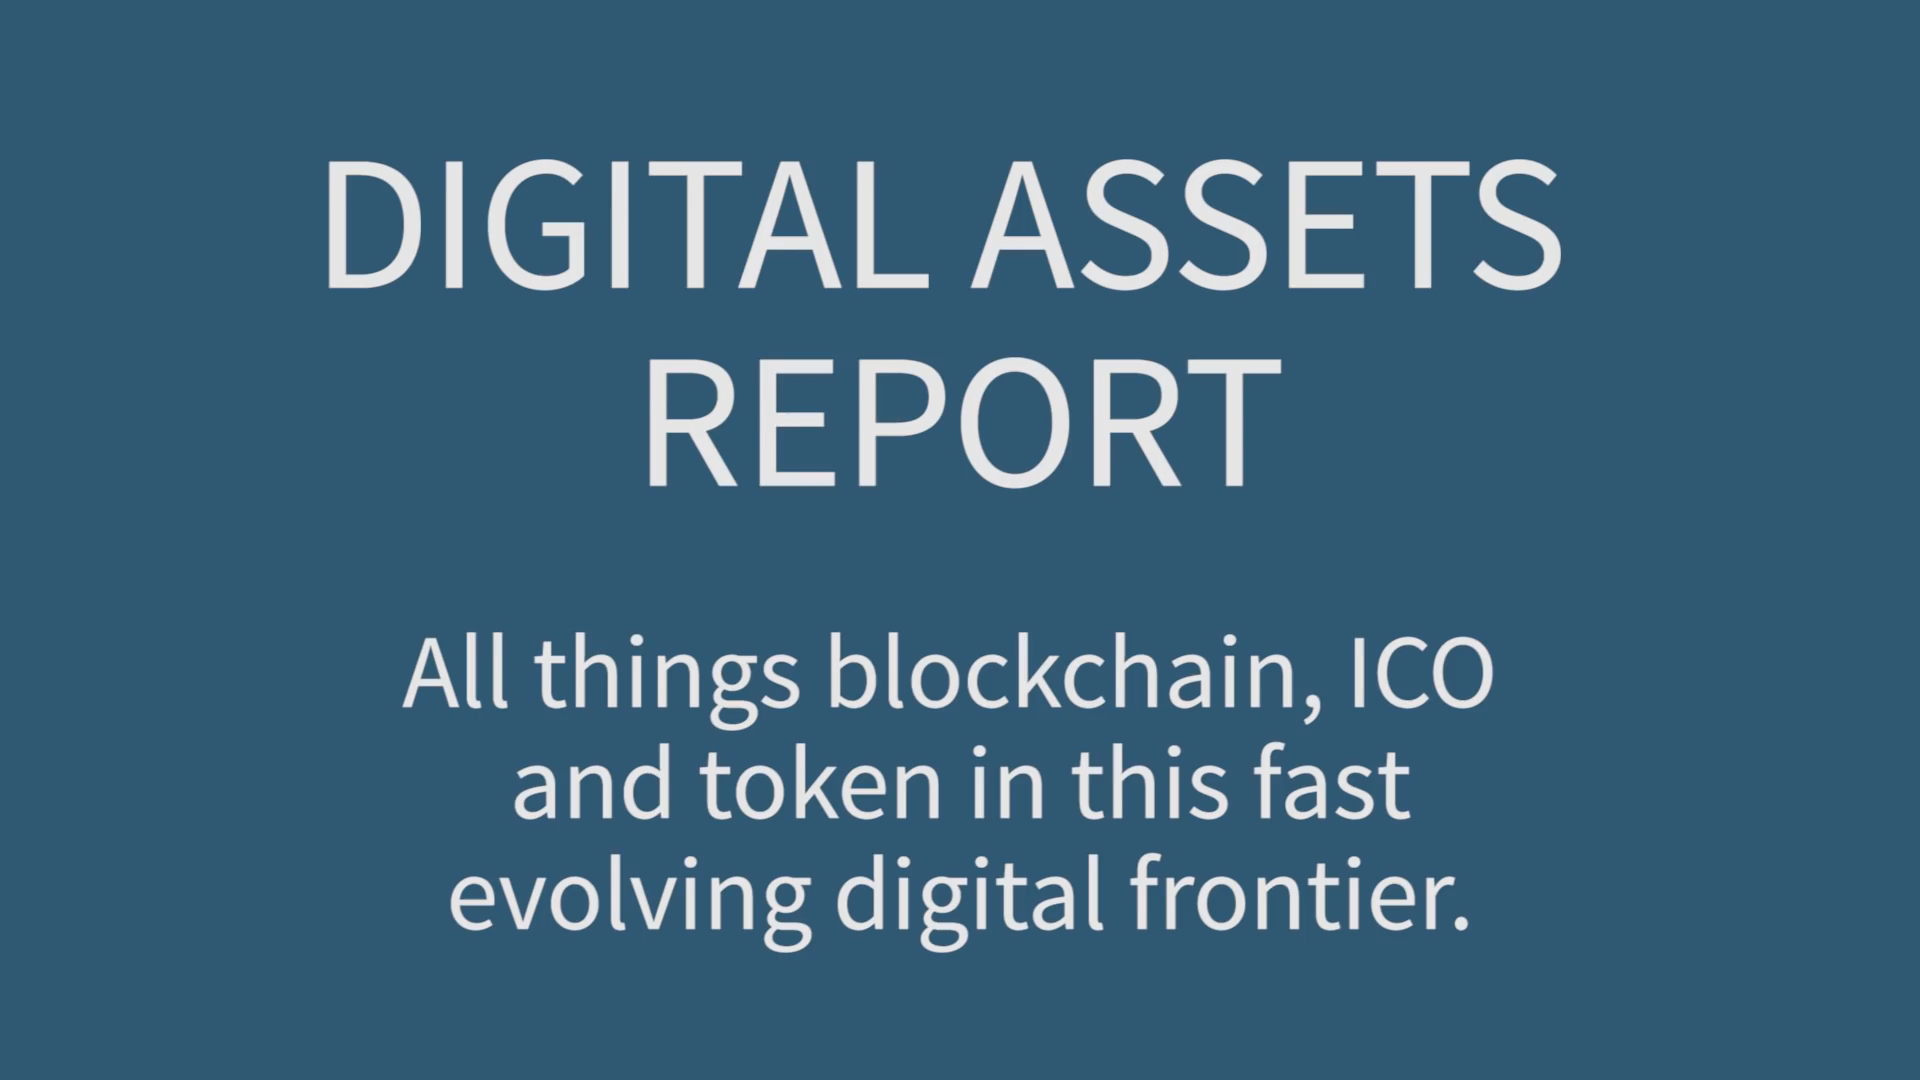 DIGITAL ASSETS
REPORT
All things blockchain, ICO
and token in this fast
evolving digital frontier.